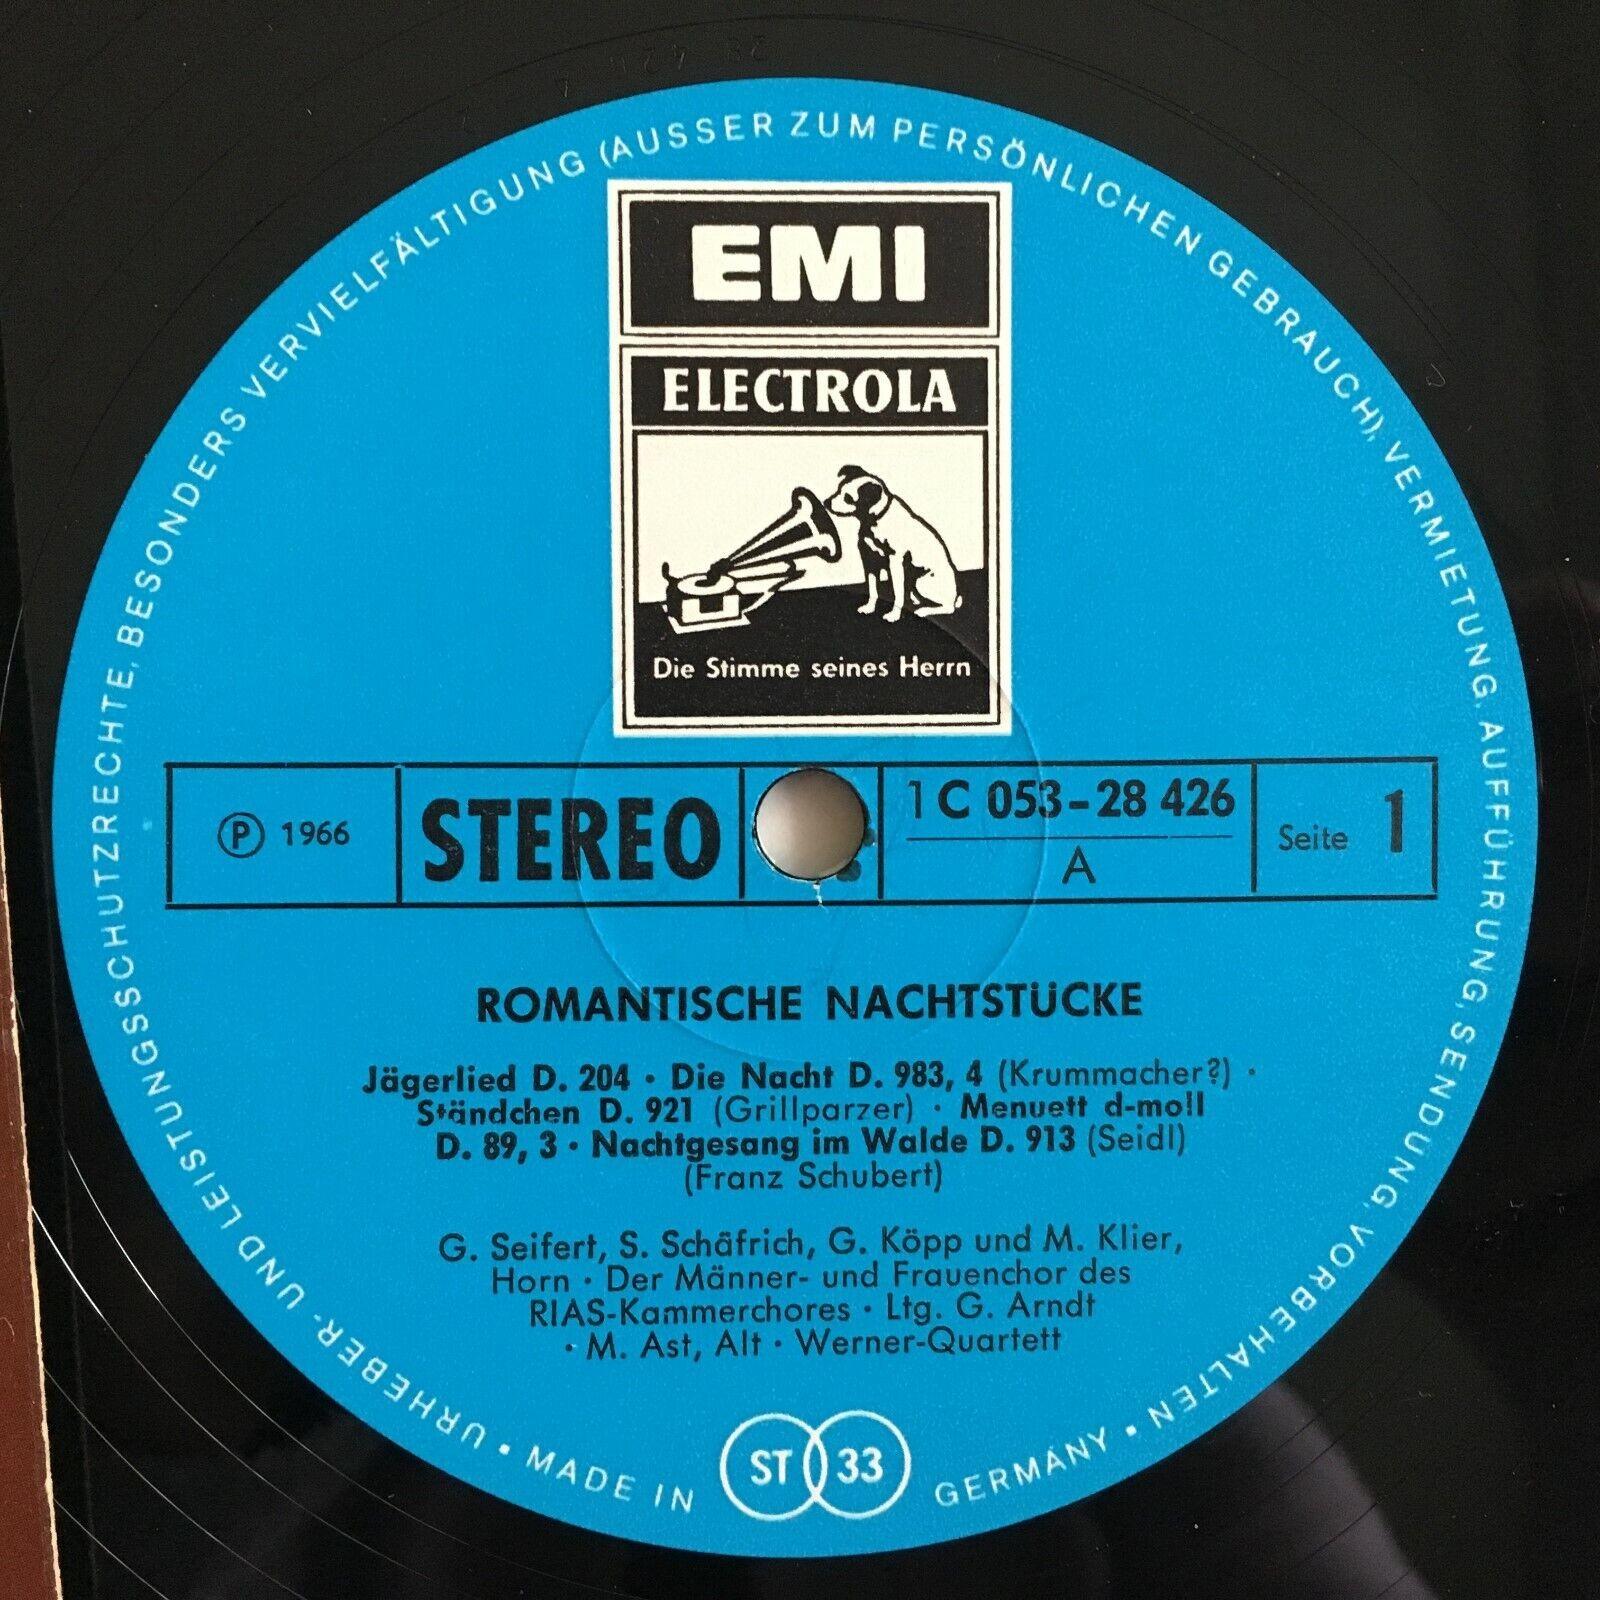 EMI
ELECTROLA
Die Stimme seines Herrn
Ⓟ 1966
STEREO
1 C 053-28 426
A
Seite 1
ROMANTISCHE NACHTSTÜCKE
Jägerlied D. 204 · Die Nacht D. 983, 4 (Krummacher?) ·
Ständchen D. 921 (Grillparzer) · Menuett d-moll
D. 89, 3 · Nachtgesang im Walde D. 913 (Seidl)
(Franz Schubert)
G. Seifert, S. Schäfrich, G. Köpp und M. Klier,
Horn · Der Männer- und Frauenchor des
RIAS-Kammerchores · Ltg. G. Arndt
· M. Ast, Alt · Werner-Quartett
ST 33
URHEBER- UND LEISTUNGSSCHUTZRECHTE, BESONDERS VERVIELFÄLTIGUNG (AUSSER ZUM PERSÖNLICHEN GEBRAUCH), VERMIETUNG, AUFFÜHRUNG, SENDUNG, VORBEHALTEN · MADE IN GERMANY ·